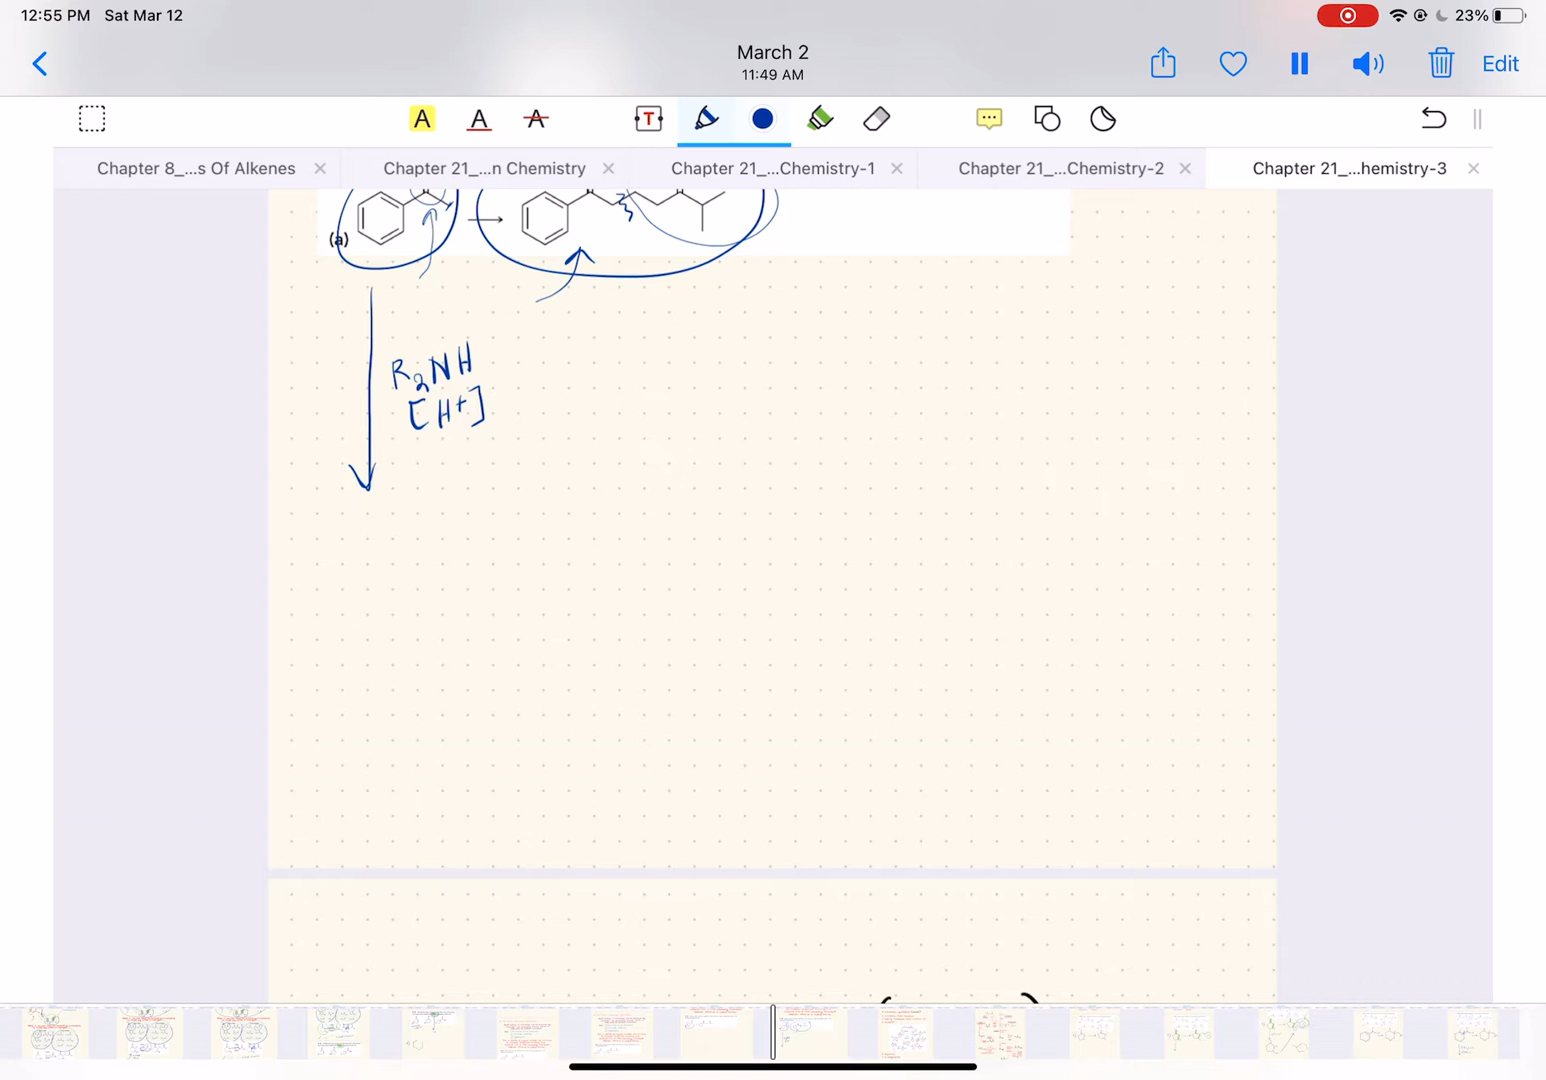 12:55 PM Sat Mar 12
23%
March 2
11:49 AM
Edit
A A A T
Chapter 8_...s Of Alkenes
Chapter 21_...n Chemistry
Chapter 21_...Chemistry-1
Chapter 21_...Chemistry-2
Chapter 21_...hemistry-3
(a)
R2NH
[H+]